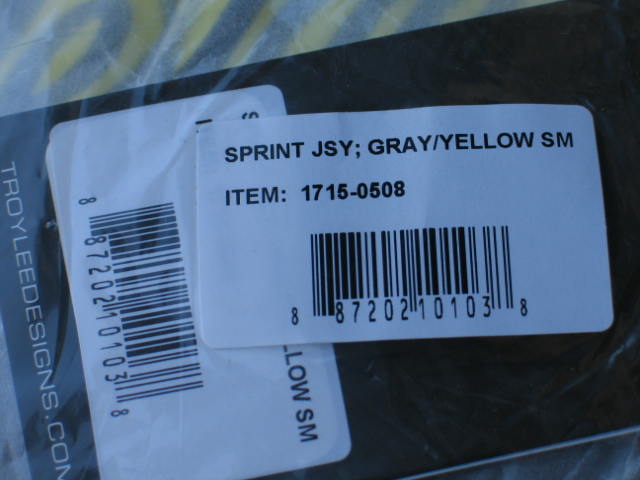 SPRINT JSY; GRAY/YELLOW SM
ITEM: 1715-0508
8 87202 10103 8
8 87202 10103 8
LLOW SM
TROYLEEDESIGNS.COM